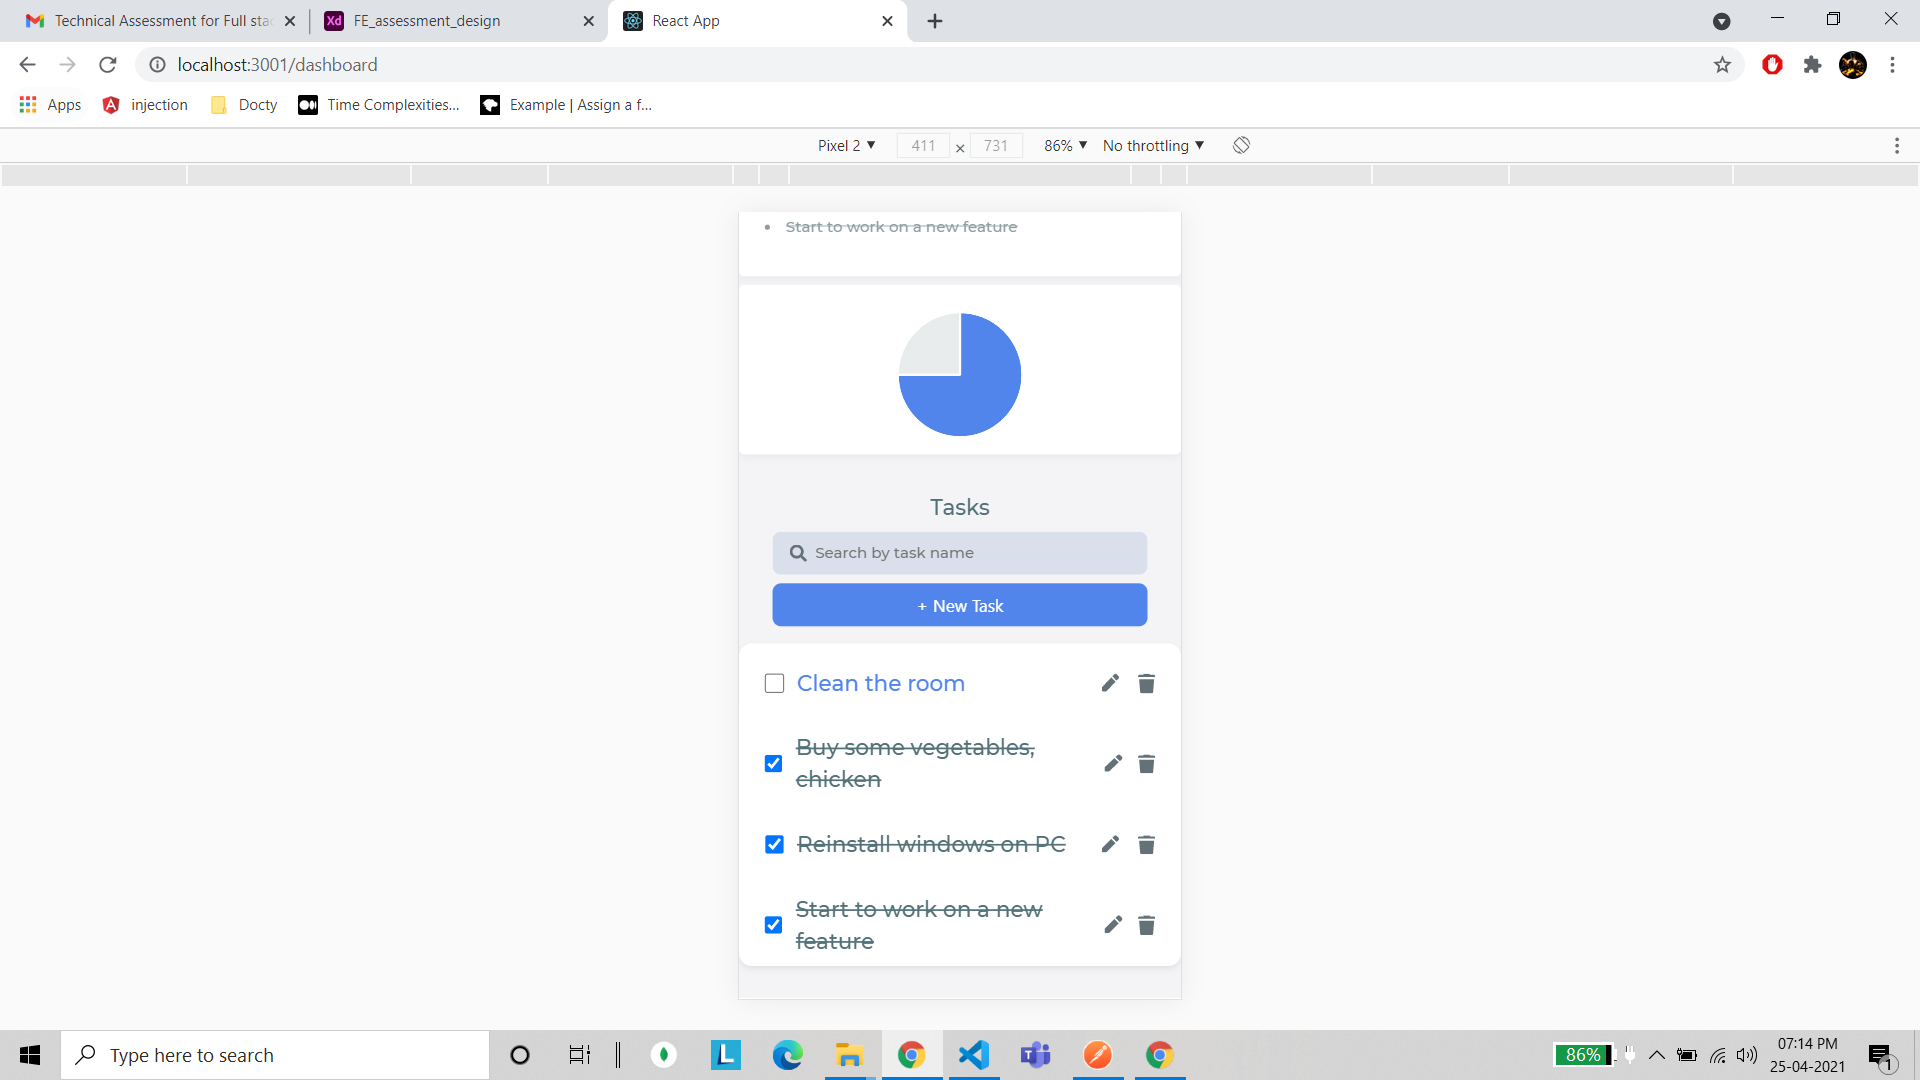 Technical Assessment for Full sta
Xd FE_assessment_design
React App
localhost:3001/dashboard
Apps
injection
Docty
Time Complexities...
Example | Assign a f...
Pixel 2
411 × 731
86%
No throttling
Start to work on a new feature
Tasks
Search by task name
+ New Task
Clean the room
Buy some vegetables,
chicken
Reinstall windows on PC
Start to work on a new
feature
Type here to search
86%
07:14 PM
25-04-2021
1